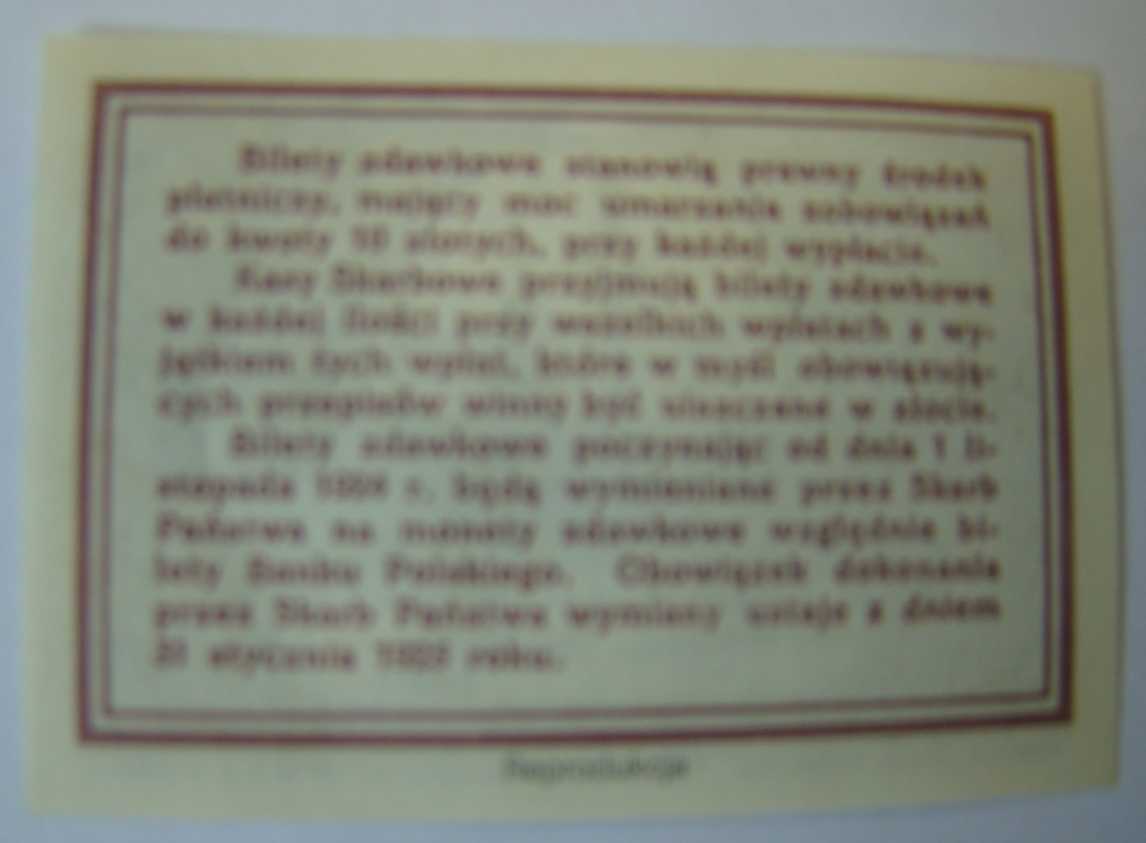 Bilety zdawkowe stanowią prawny środek
płatniczy, mający moc umarzania zobowiązań
do kwoty 10 złotych, przy każdej wypłacie.
Kasy Skarbowe przyjmują bilety zdawkowe
w każdej ilości przy wszelkich wpłatach z wy-
jątkiem tych wpłat, które w myśl obowiązują-
cych przepisów winny być uiszczane w złocie.
Bilety zdawkowe począynając od dnia 1 li-
stopada 1924 r. będą wymieniane przez Skarb
Państwa na monety zdawkowe względnie bi-
lety Banku Polskiego. Obowiązek dokonania
przez Skarb Państwa wymiany ustaje z dniem
31 stycznia 1925 roku.
Reprodukcja